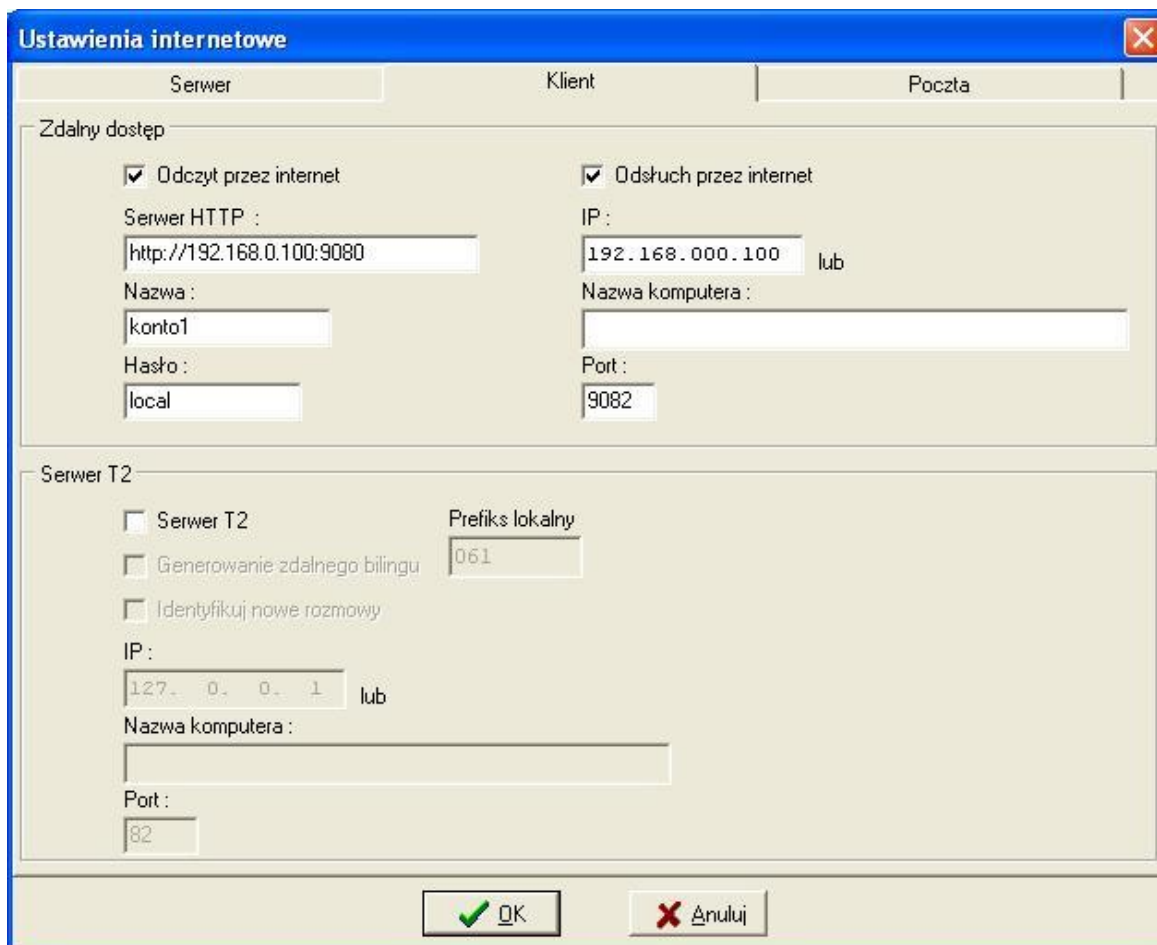 Ustawienia internetowe
Serwer Klient Poczta
Zdalny dostęp
Odczyt przez internet Odsłuch przez internet
Serwer HTTP : IP :
http://192.168.0.100:9080 192.168.000.100 lub
Nazwa : Nazwa komputera :
konto1
Hasło : Port :
local 9082
Serwer T2
Serwer T2 Prefiks lokalny
Generowanie zdalnego bilingu 061
Identyfikuj nowe rozmowy
IP :
127. 0. 0. 1 lub
Nazwa komputera :
Port :
82
OK Anuluj